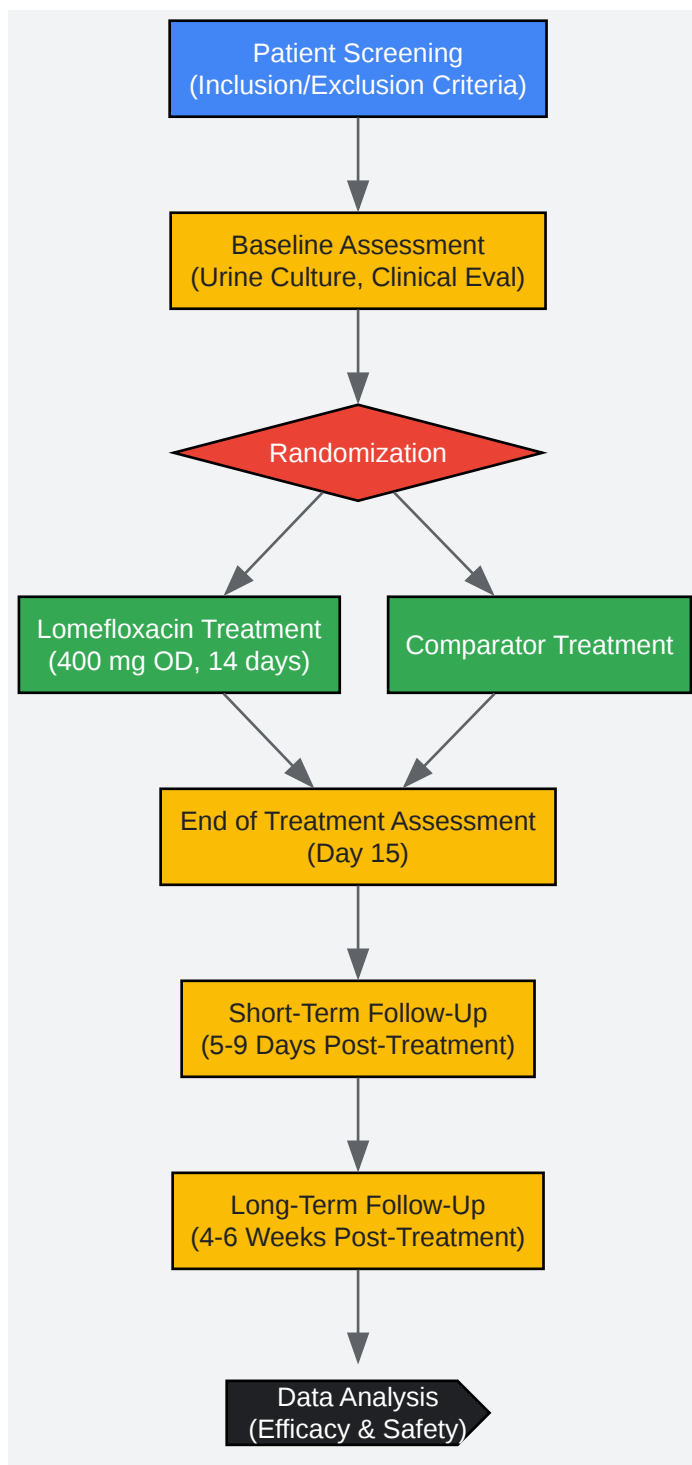 Patient Screening
(Inclusion/Exclusion Criteria)
Baseline Assessment
(Urine Culture, Clinical Eval)
Randomization
Lomefloxacin Treatment
(400 mg OD, 14 days)
Comparator Treatment
End of Treatment Assessment
(Day 15)
Short-Term Follow-Up
(5-9 Days Post-Treatment)
Long-Term Follow-Up
(4-6 Weeks Post-Treatment)
Data Analysis
(Efficacy & Safety)